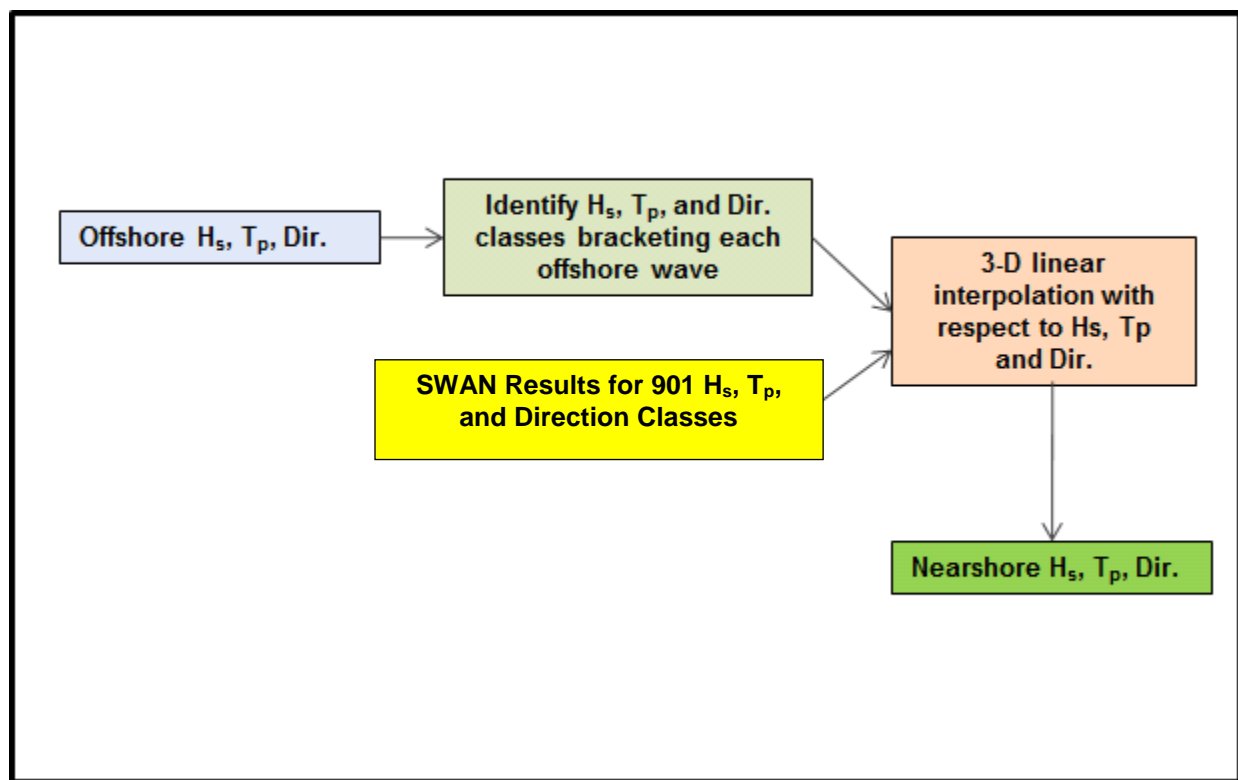 Offshore Hs, Tp, Dir.
Identify Hs, Tp, and Dir.
classes bracketing each
offshore wave
SWAN Results for 901 Hs, Tp,
and Direction Classes
3-D linear
interpolation with
respect to Hs, Tp
and Dir.
Nearshore Hs, Tp, Dir.